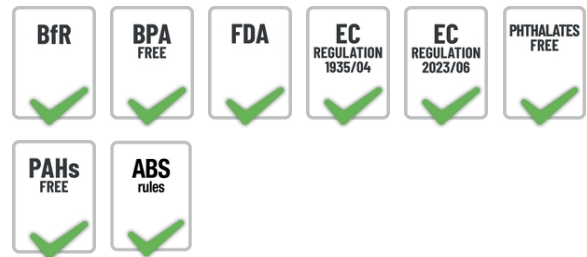 BfR
BPA
FREE
FDA
EC
REGULATION
1935/04
EC
REGULATION
2023/06
PHTHALATES
FREE
PAHs
FREE
ABS
rules